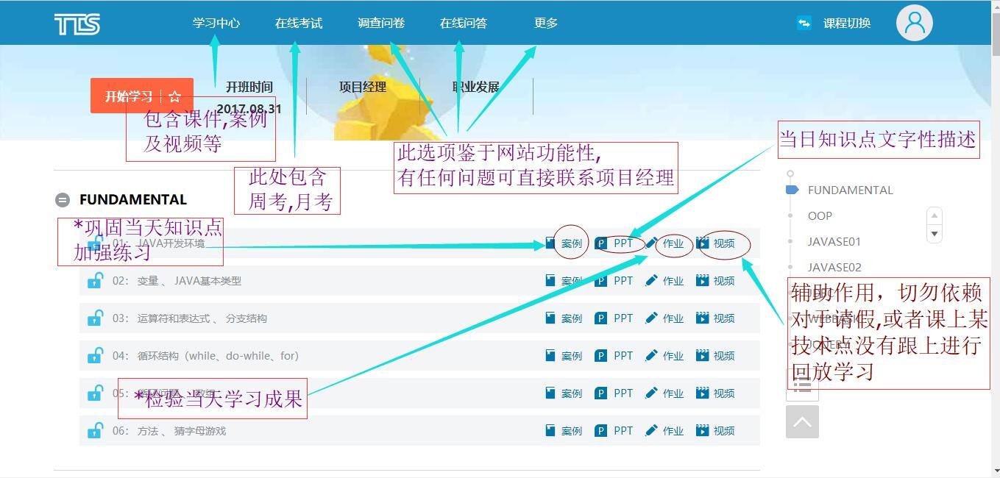 TTS
学习中心
在线考试
调查问卷
在线问答
更多
课程切换
开始学习
开班时间
2017.08.31
项目经理
职业发展
包含课件,案例
及视频等
此处包含
周考,月考
此选项鉴于网站功能性,
有任何问题可直接联系项目经理
当日知识点文字性描述
FUNDAMENTAL
*巩固当天知识点
加强练习
01: JAVA开发环境
案例
PPT
作业
视频
02: 变量 、 JAVA基本类型
案例
PPT
作业
视频
03: 运算符和表达式 、 分支结构
案例
PPT
作业
视频
04: 循环结构（while、do-while、for）
案例
PPT
作业
视频
05: 循环问题 、 数组
*检验当天学习成果
案例
PPT
作业
视频
06: 方法 、 猜字母游戏
案例
PPT
作业
视频
FUNDAMENTAL
OOP
JAVASE01
JAVASE02
辅助作用，切勿依赖
对于请假,或者课上某
技术点没有跟上进行
回放学习